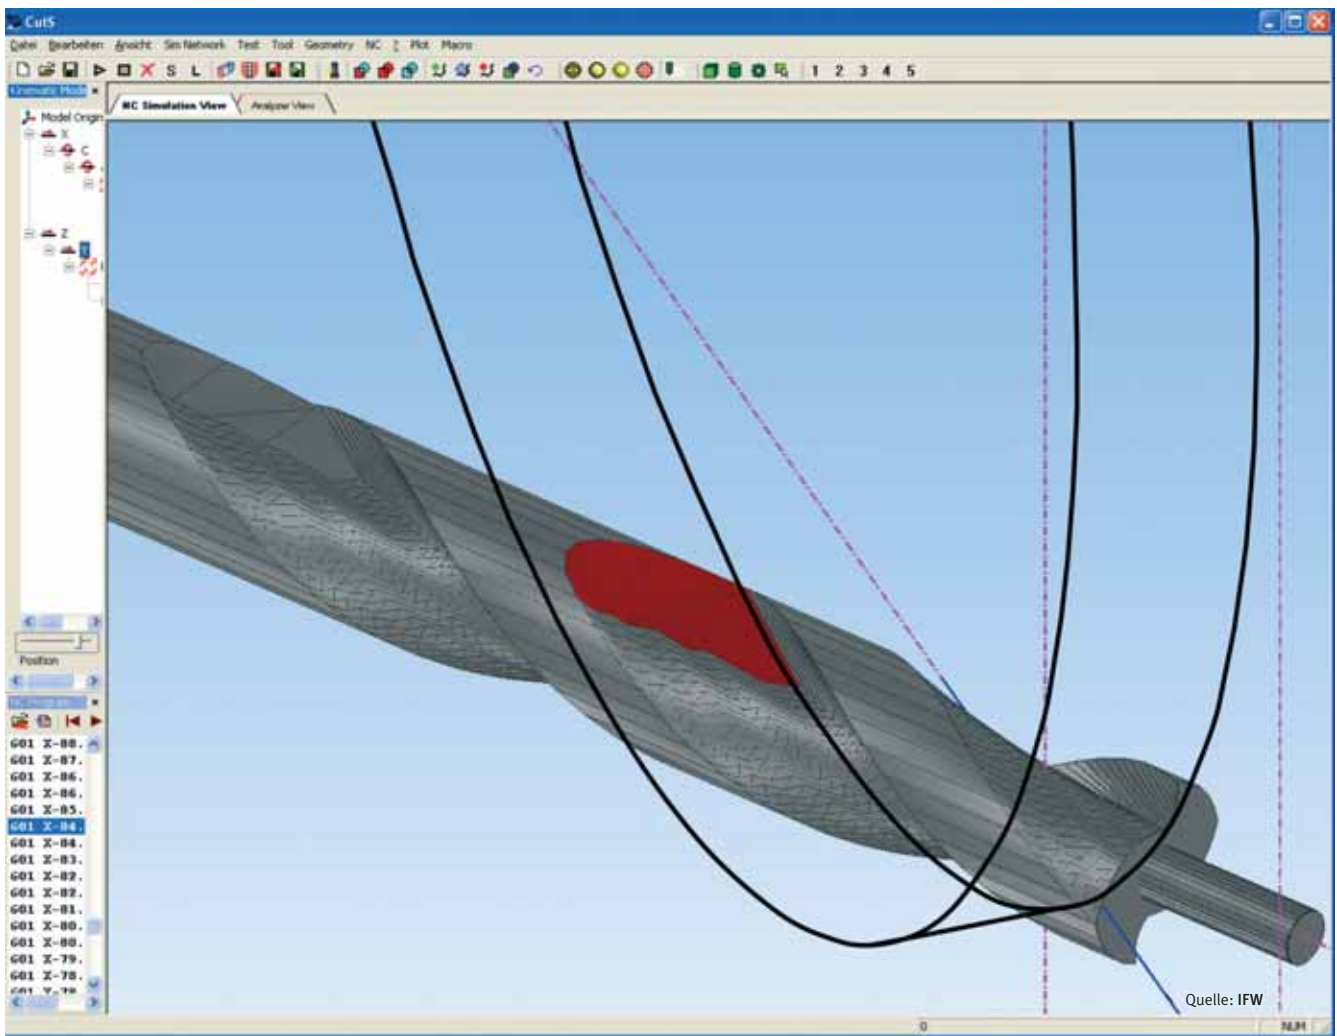 CutS
Datei Bearbeiten Ansicht Sim Network Test Tool Geometry NC ? Plot Macro
S L 1 2 3 4 5
NC Simulation View Analyzer View
Model Origin
X
C
Z
Position
G01 X-88.
G01 X-87.
G01 X-86.
G01 X-86.
G01 X-85.
G01 X-84.
G01 X-84.
G01 X-83.
G01 X-82.
G01 X-82.
G01 X-81.
G01 X-80.
G01 X-80.
G01 X-79.
G01 X-78.
G01 X-78
Quelle: IFW
0 NUM